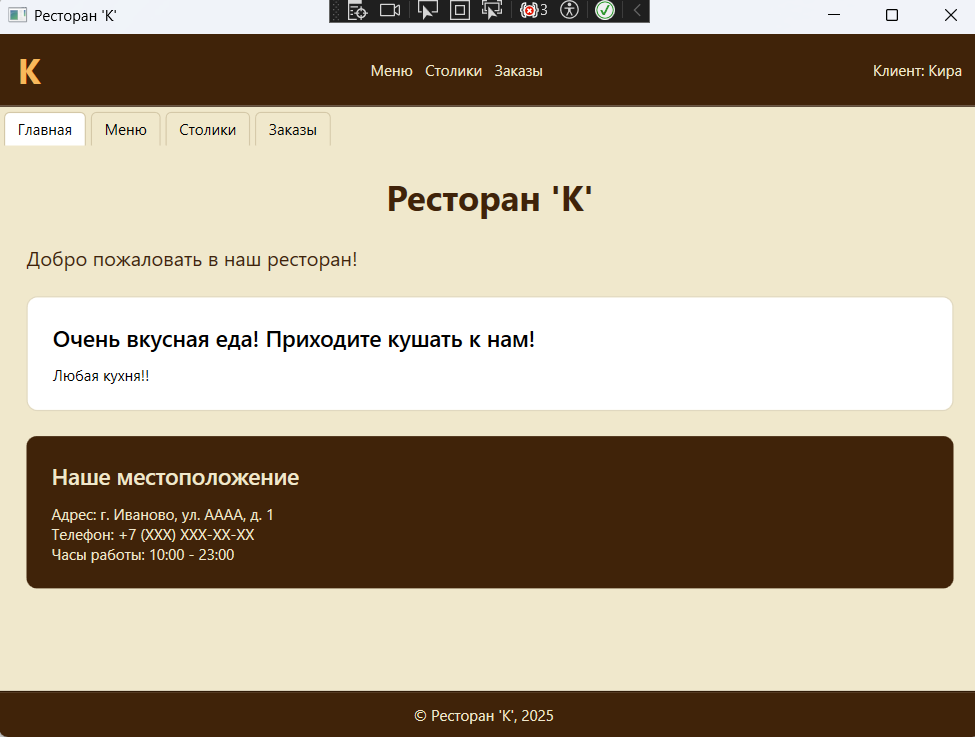 Ресторан 'К'
3
К
Меню Столики Заказы
Клиент: Кира
Главная Меню Столики Заказы
Ресторан 'К'
Добро пожаловать в наш ресторан!
Очень вкусная еда! Приходите кушать к нам!
Любая кухня!!
Наше местоположение
Адрес: г. Иваново, ул. АААА, д. 1
Телефон: +7 (XXX) XXX-XX-XX
Часы работы: 10:00 - 23:00
© Ресторан 'К', 2025